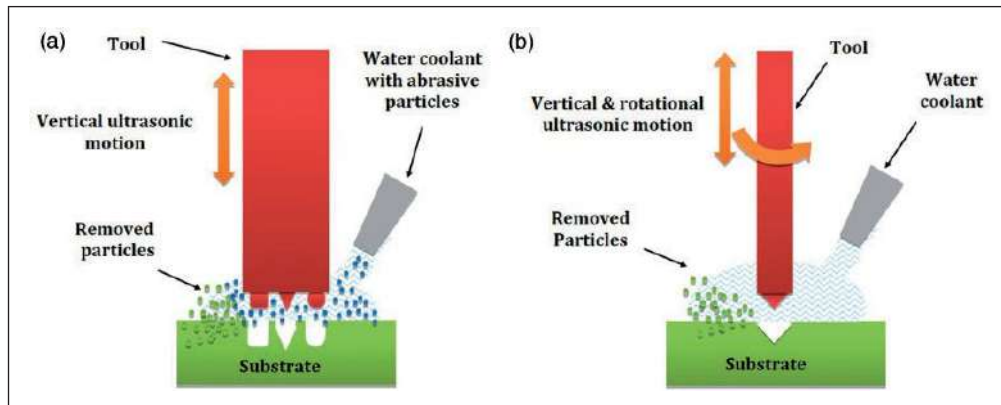 (a)
Tool
Water coolant
with abrasive
particles
Vertical ultrasonic
motion
Removed
particles
Substrate
(b)
Tool
Water
coolant
Vertical & rotational
ultrasonic motion
Removed
Particles
Substrate